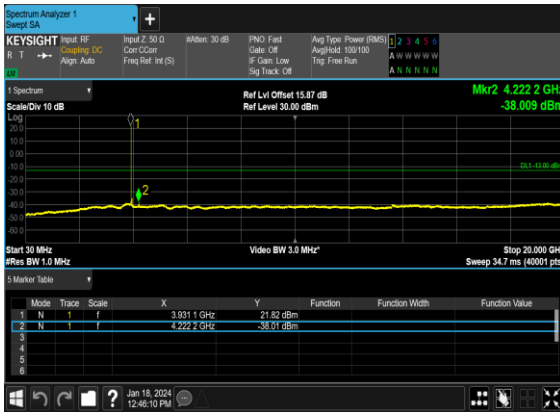 Spectrum Analyzer 1
Swept SA
KEYSIGHT Input: RF Input Z: 50 Ω #Atten: 30 dB PNO: Fast Avg Type: Power (RMS) 1 2 3 4 5 6
R T Coupling: DC Corr CCorr Gate: Off Avg|Hold: 100/100 A W W W W W
Align: Auto Freq Ref: Int (S) IF Gain: Low Trig: Free Run
LW Sig Track: Off A N N N N N
1 Spectrum Ref Lvl Offset 15.87 dB Mkr2 4.222 2 GHz
Scale/Div 10 dB Ref Level 30.00 dBm -38.009 dBm
Log
20.0
10.0
0.00
-10.0
-20.0
-30.0
-40.0
-50.0
-60.0
1
DL1 -13.00 dBm
2
Start 30 MHz Video BW 3.0 MHz* Stop 20.000 GHz
#Res BW 1.0 MHz Sweep 34.7 ms (40001 pts)
5 Marker Table
Mode Trace Scale X Y Function Function Width Function Value
1 N 1 f 3.931 1 GHz 21.82 dBm
2 N 1 f 4.222 2 GHz -38.01 dBm
3
4
5
6
? Jan 18, 2024
12:46:10 PM